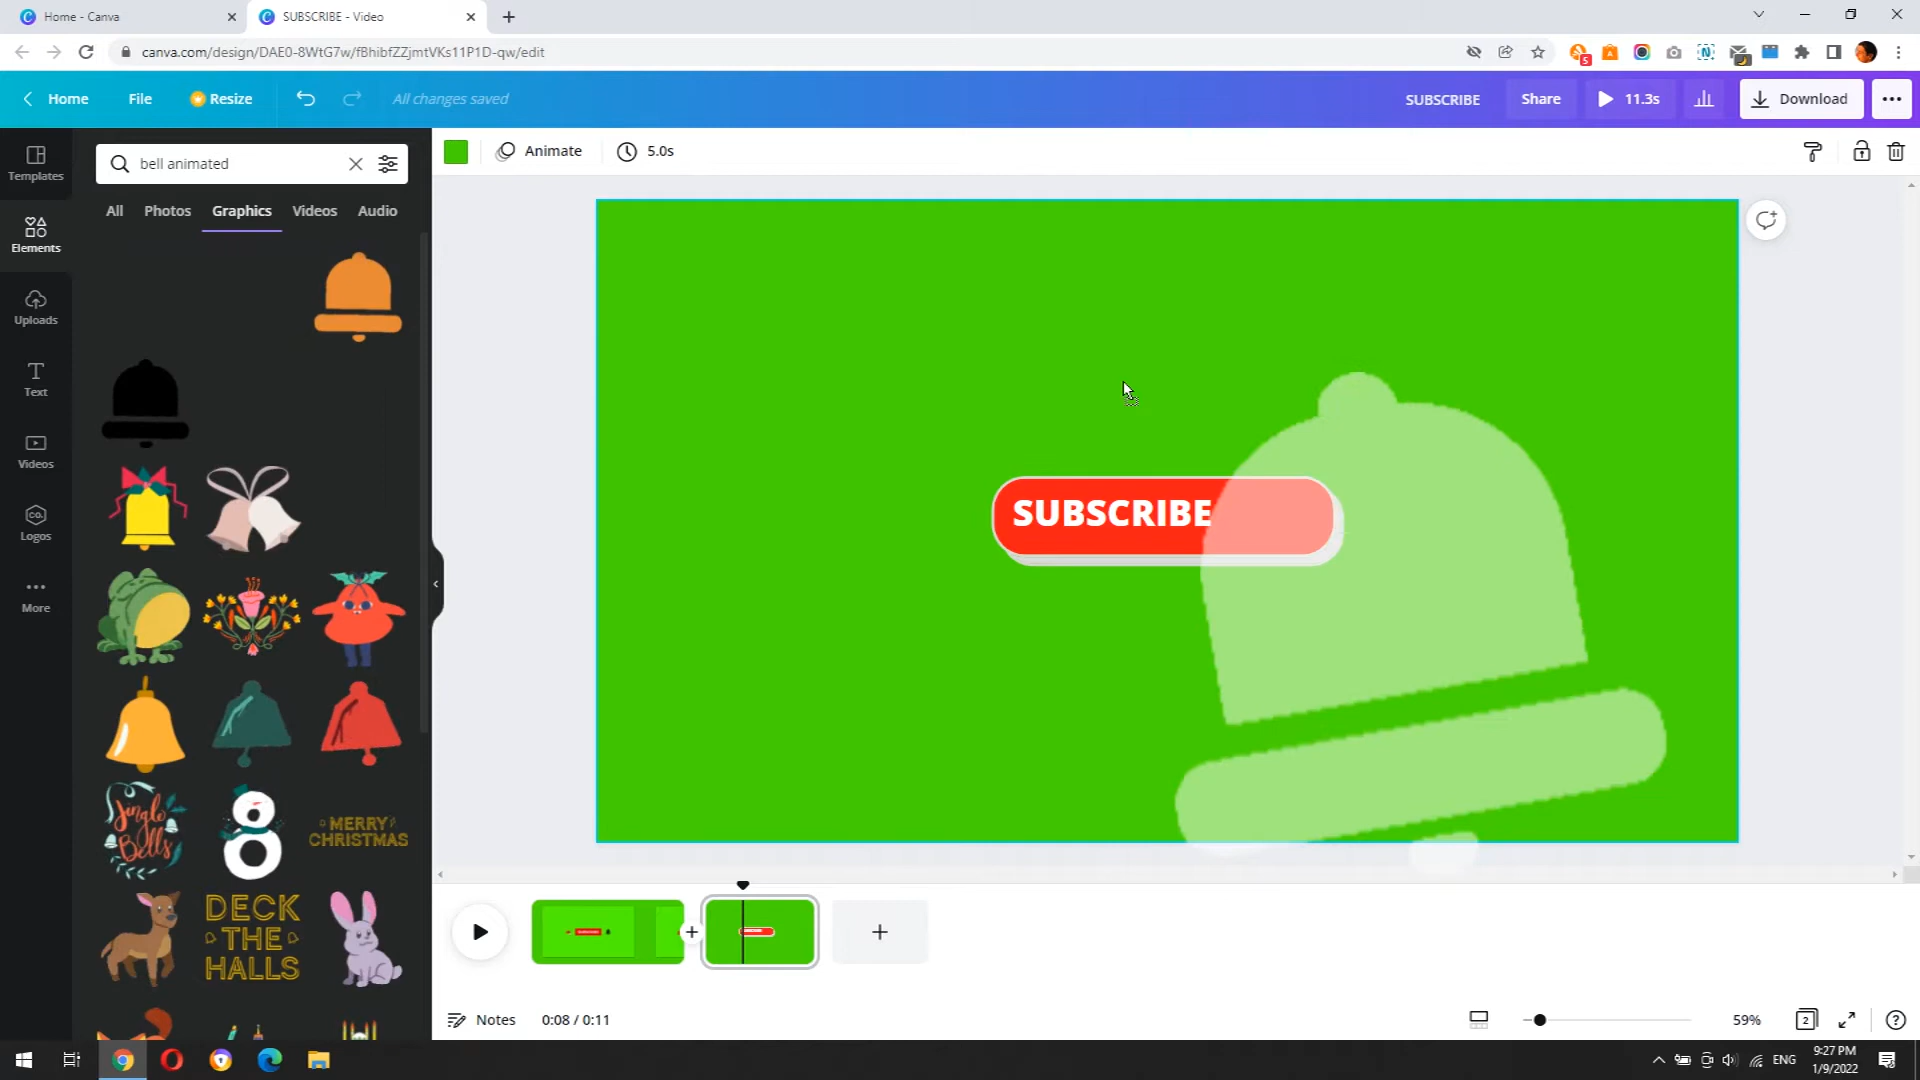 Home - Canva
SUBSCRIBE - Video
canva.com/design/DAE0-8WtG7w/fBhibfZZjmtVKs11P1D-qw/edit
Home
File
Resize
All changes saved
SUBSCRIBE
Share
11.3s
Download
Templates
Elements
Uploads
Text
Videos
Logos
More
bell animated
All
Photos
Graphics
Videos
Audio
Animate
5.0s
SUBSCRIBE
Jingle
Bells
MERRY
CHRISTMAS
DECK
THE
HALLS
Notes
0:08 / 0:11
59%
2
ENG
9:27 PM
1/9/2022